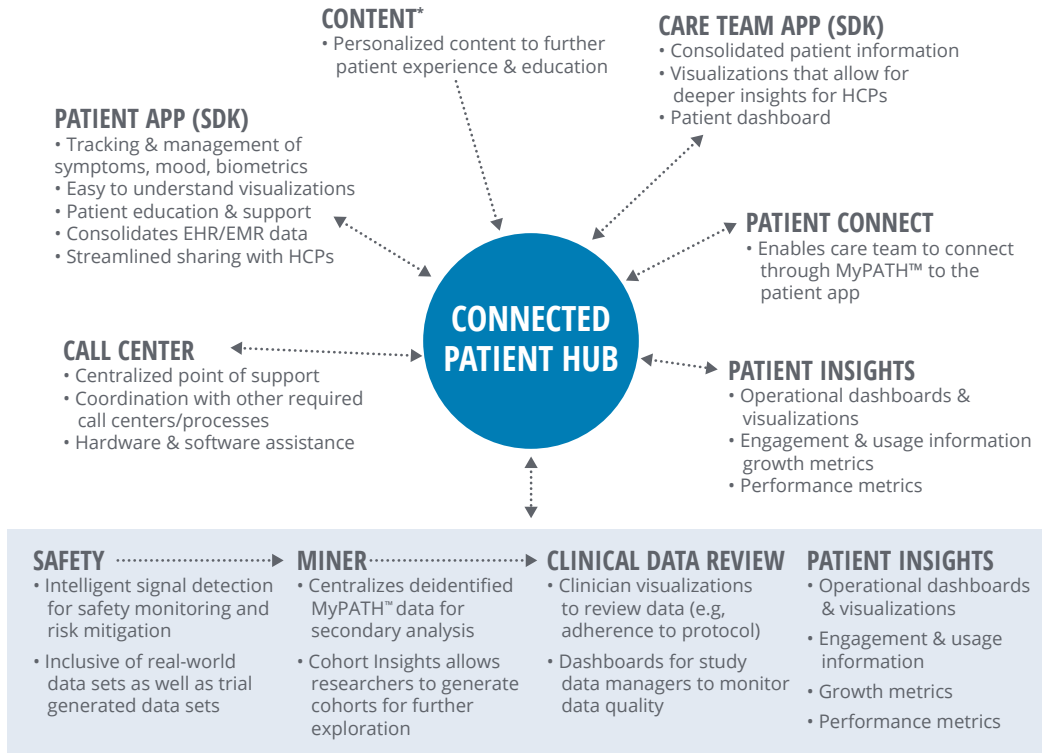 CONTENT*
• Personalized content to further
patient experience & education
CARE TEAM APP (SDK)
• Consolidated patient information
• Visualizations that allow for
deeper insights for HCPs
• Patient dashboard
PATIENT APP (SDK)
• Tracking & management of
symptoms, mood, biometrics
• Easy to understand visualizations
• Patient education & support
• Consolidates EHR/EMR data
• Streamlined sharing with HCPs
PATIENT CONNECT
• Enables care team to connect
through MyPATH™ to the
patient app
CONNECTED
PATIENT HUB
CALL CENTER
• Centralized point of support
• Coordination with other required
call centers/processes
• Hardware & software assistance
PATIENT INSIGHTS
• Operational dashboards &
visualizations
• Engagement & usage information
growth metrics
• Performance metrics
SAFETY
• Intelligent signal detection
for safety monitoring and
risk mitigation
• Inclusive of real-world
data sets as well as trial
generated data sets
MINER
• Centralizes deidentified
MyPATH™ data for
secondary analysis
• Cohort Insights allows
researchers to generate
cohorts for further
exploration
CLINICAL DATA REVIEW
• Clinician visualizations
to review data (e.g,
adherence to protocol)
• Dashboards for study
data managers to monitor
data quality
PATIENT INSIGHTS
• Operational dashboards
& visualizations
• Engagement & usage
information
• Growth metrics
• Performance metrics